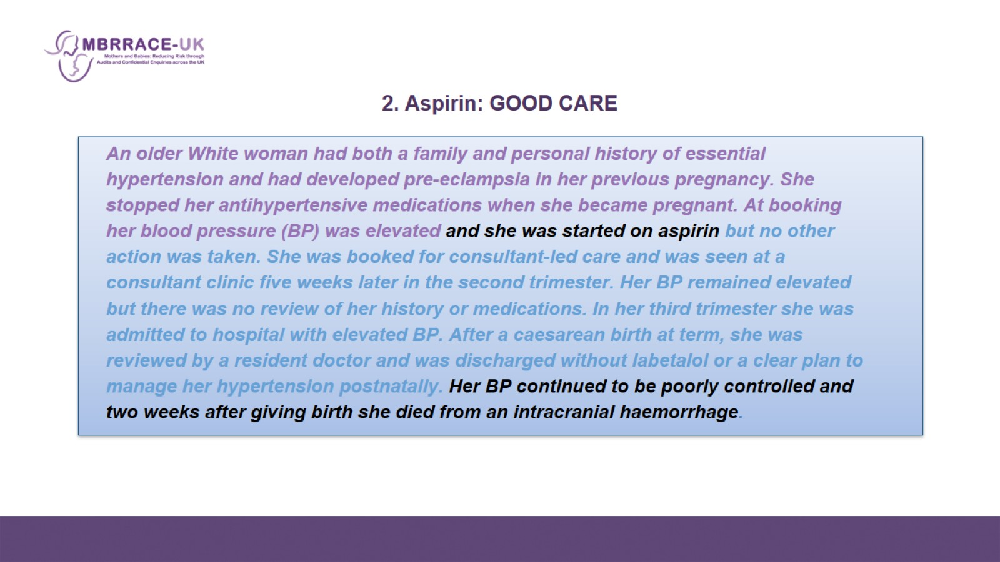 MBRRACE-UK
Mothers and Babies: Reducing Risk through
Audits and Confidential Enquiries across the UK
2. Aspirin: GOOD CARE
An older White woman had both a family and personal history of essential
hypertension and had developed pre-eclampsia in her previous pregnancy. She
stopped her antihypertensive medications when she became pregnant. At booking
her blood pressure (BP) was elevated and she was started on aspirin but no other
action was taken. She was booked for consultant-led care and was seen at a
consultant clinic five weeks later in the second trimester. Her BP remained elevated
but there was no review of her history or medications. In her third trimester she was
admitted to hospital with elevated BP. After a caesarean birth at term, she was
reviewed by a resident doctor and was discharged without labetalol or a clear plan to
manage her hypertension postnatally. Her BP continued to be poorly controlled and
two weeks after giving birth she died from an intracranial haemorrhage.